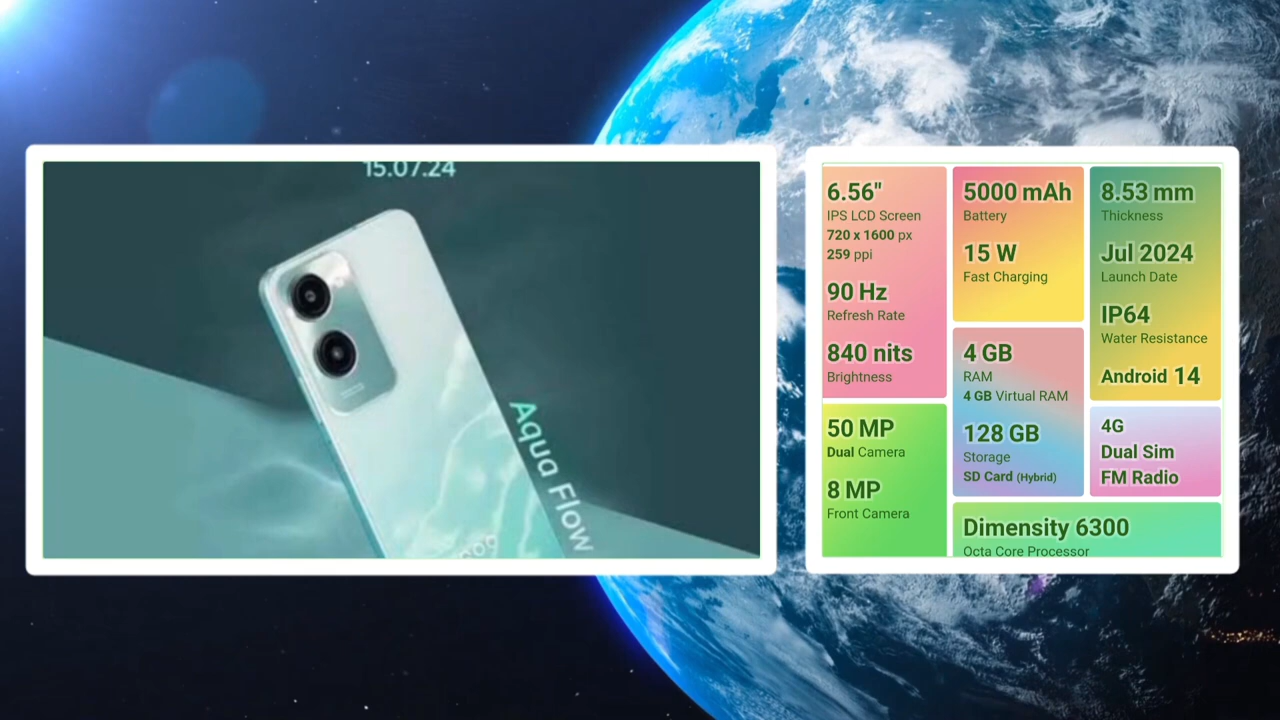 15.07.24
Aqua Flow
6.56"
IPS LCD Screen
720 x 1600 px
259 ppi
90 Hz
Refresh Rate
840 nits
Brightness
50 MP
Dual Camera
8 MP
Front Camera
5000 mAh
Battery
15 W
Fast Charging
4 GB
RAM
4 GB Virtual RAM
128 GB
Storage
SD Card (Hybrid)
8.53 mm
Thickness
Jul 2024
Launch Date
IP64
Water Resistance
Android 14
4G
Dual Sim
FM Radio
Dimensity 6300
Octa Core Processor